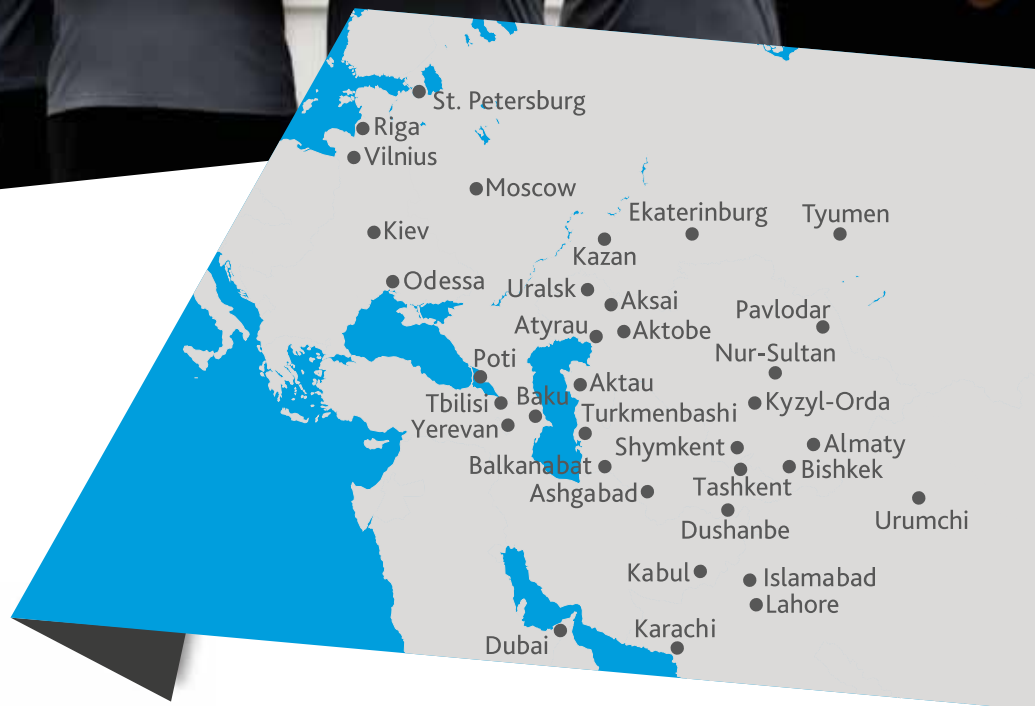 St. Petersburg
Riga
Vilnius
Moscow
Ekaterinburg
Tyumen
Kiev
Kazan
Odessa
Uralsk
Aksai
Pavlodar
Atyrau
Aktobe
Nur-Sultan
Poti
Aktau
Baku
Kyzyl-Orda
Tbilisi
Turkmenbashi
Yerevan
Shymkent
Almaty
Balkanabat
Bishkek
Ashgabad
Tashkent
Urumchi
Dushanbe
Kabul
Islamabad
Lahore
Karachi
Dubai